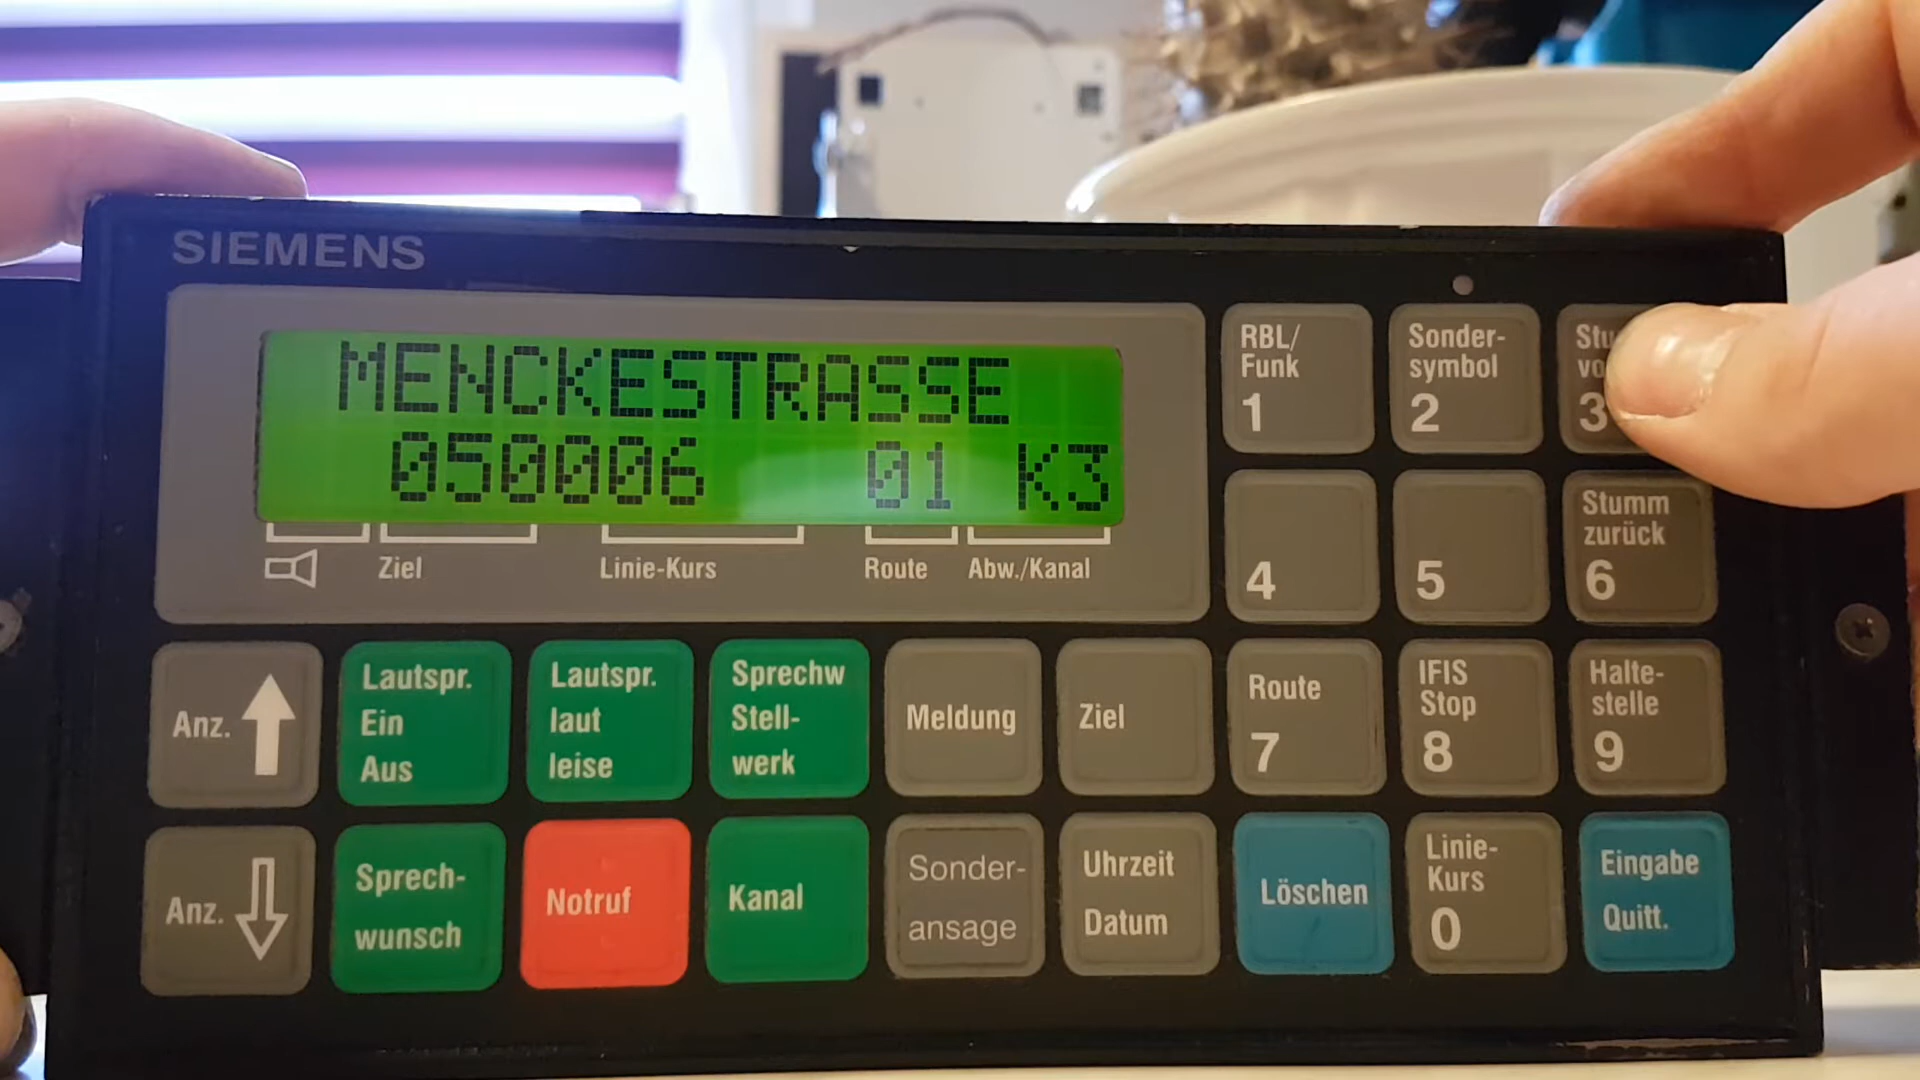 SIEMENS
MENCKESTRASSE
050006 01 K3
Ziel Linie-Kurs Route Abw./Kanal
RBL/
Funk
1
Sonder-
symbol
2
3
4
5
Stumm
zurück
6
Anz.
Lautspr.
Ein
Aus
Lautspr.
laut
leise
Sprechw
Stell-
werk
Meldung
Ziel
Route
7
IFIS
Stop
8
Halte-
stelle
9
Anz.
Sprech-
wunsch
Notruf
Kanal
Sonder-
ansage
Uhrzeit
Datum
Löschen
Linie-
Kurs
0
Eingabe
Quitt.